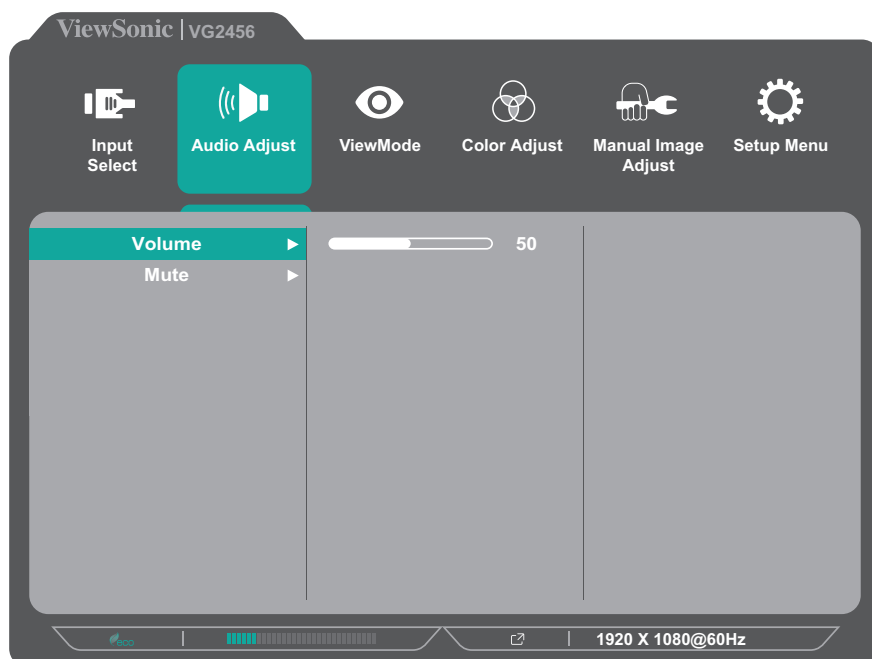 ViewSonic | VG2456
Input
Select
Audio Adjust
ViewMode
Color Adjust
Manual Image
Adjust
Setup Menu
Volume
50
Mute
eco
1920 X 1080@60Hz